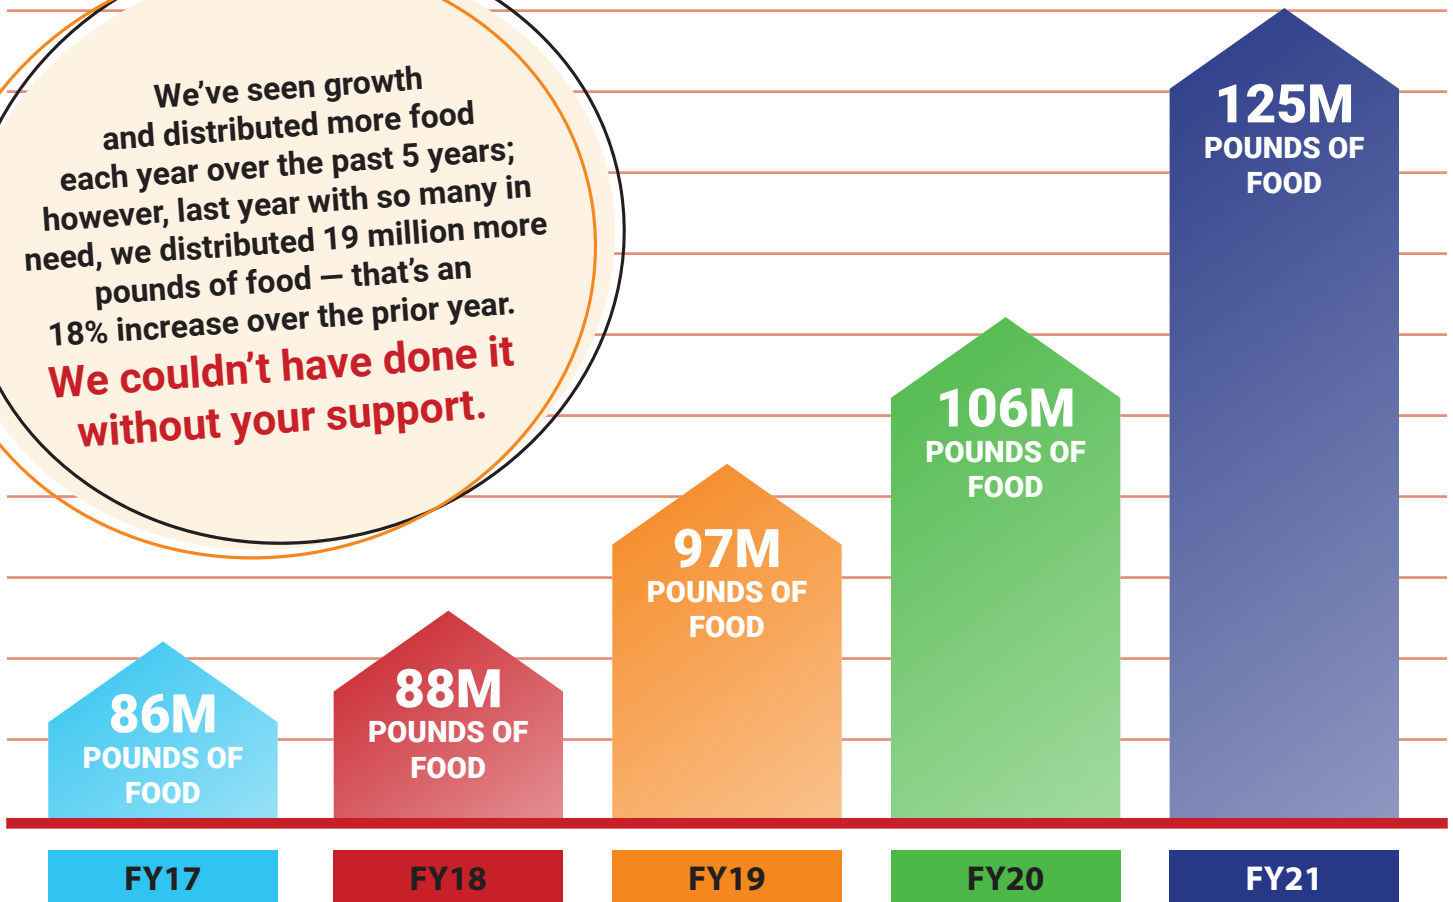 We've seen growth
and distributed more food
each year over the past 5 years;
however, last year with so many in
need, we distributed 19 million more
pounds of food — that's an
18% increase over the prior year.
We couldn't have done it
without your support.
86M
POUNDS OF
FOOD
88M
POUNDS OF
FOOD
97M
POUNDS OF
FOOD
106M
POUNDS OF
FOOD
125M
POUNDS OF
FOOD
FY17
FY18
FY19
FY20
FY21